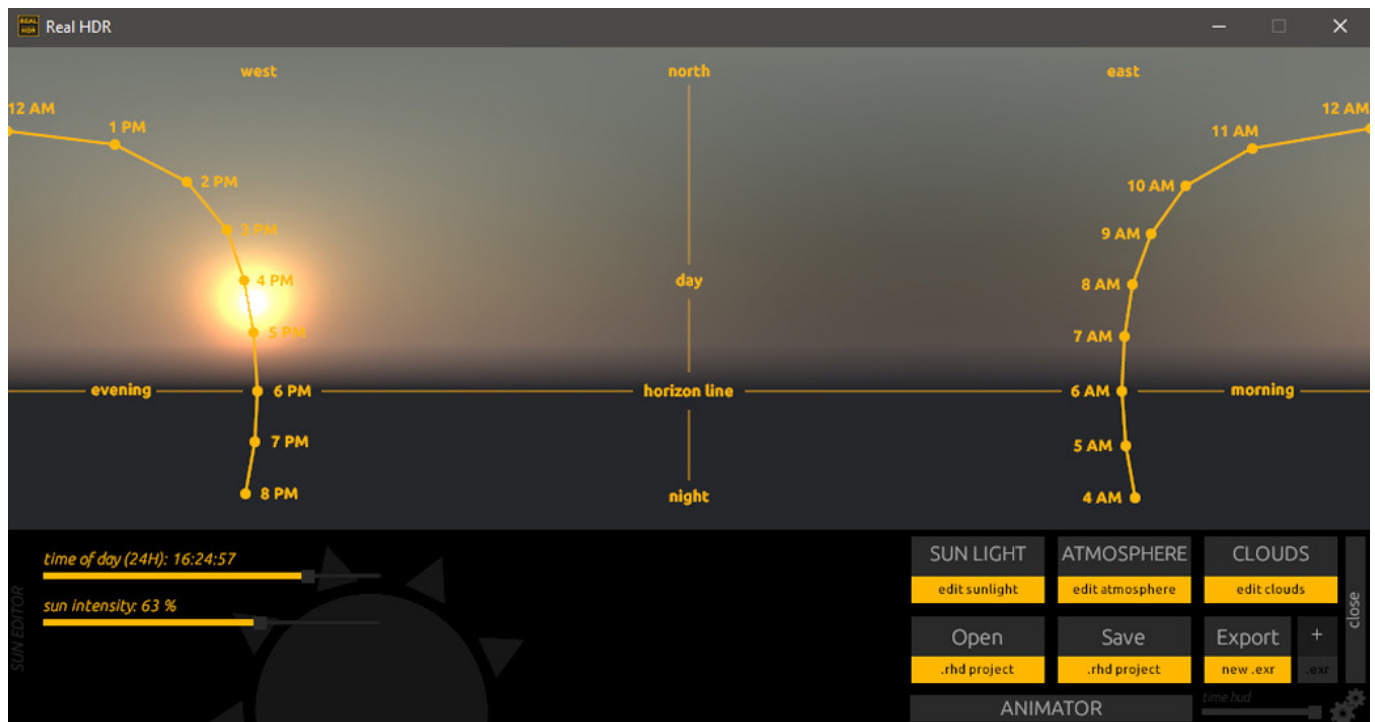 REAL
HDR
Real HDR
west
north
east
12 AM
12 AM
1 PM
11 AM
2 PM
10 AM
3 PM
9 AM
4 PM
day
8 AM
5 PM
7 AM
evening
6 PM
horizon line
6 AM
morning
7 PM
5 AM
8 PM
night
4 AM
SUN EDITOR
time of day (24H): 16:24:57
sun intensity: 63 %
SUN LIGHT
edit sunlight
ATMOSPHERE
edit atmosphere
CLOUDS
edit clouds
close
Open
.rhd project
Save
.rhd project
Export
new .exr
+
.exr
ANIMATOR
time hud